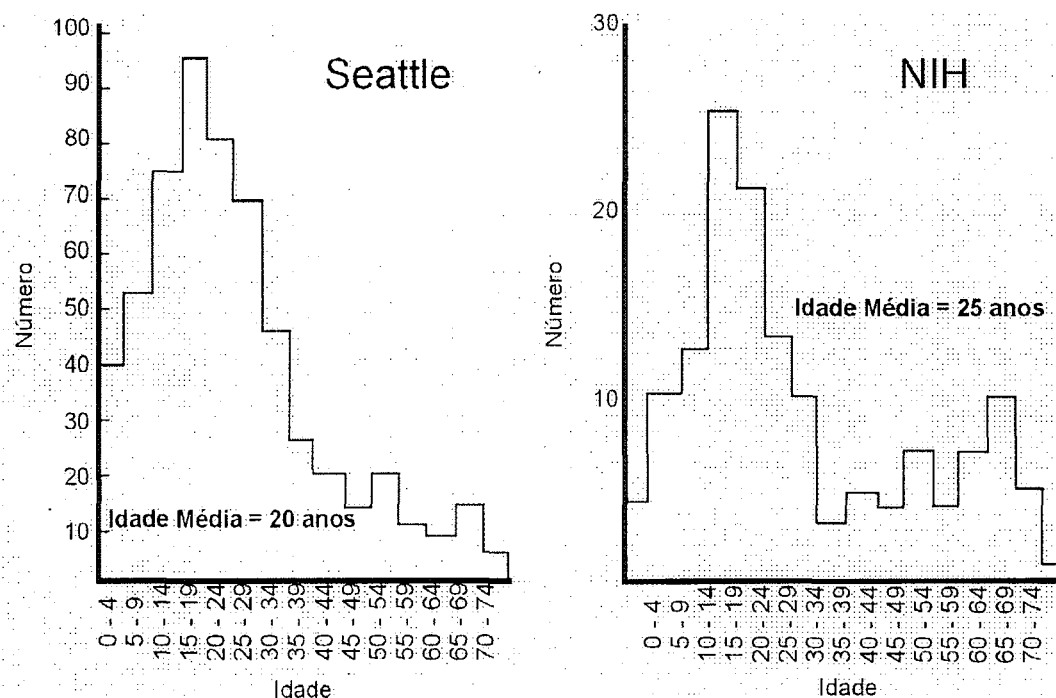 Seattle
Número
100
90
80
70
60
50
40
30
20
10
Idade Média = 20 anos
0 - 4
5 - 9
10 - 14
15 - 19
20 - 24
25 - 29
30 - 34
35 - 39
40 - 44
45 - 49
50 - 54
55 - 59
60 - 64
65 - 69
70 - 74
Idade
NIH
Número
30
20
10
Idade Média = 25 anos
0 - 4
5 - 9
10 - 14
15 - 19
20 - 24
25 - 29
30 - 34
35 - 39
40 - 44
45 - 49
50 - 54
55 - 59
60 - 64
65 - 69
70 - 74
Idade